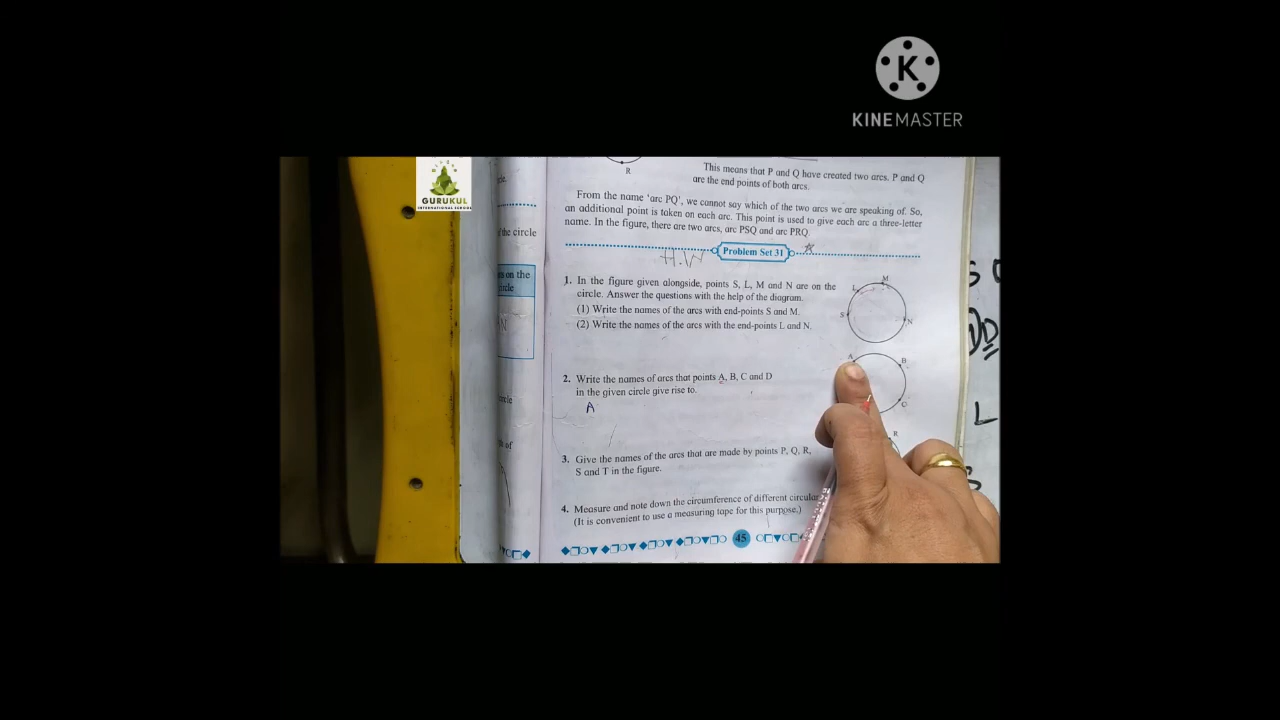 K
KINEMASTER
GURUKUL
INTERNATIONAL SCHOOL
R
This means that P and Q have created two arcs. P and Q
are the end points of both arcs.
From the name 'arc PQ', we cannot say which of the two arcs we are speaking of. So,
an additional point is taken on each arc. This point is used to give each arc a three-letter
name. In the figure, there are two arcs, arc PSQ and arc PRQ.
the circle
on the
circle
N
of
H.W
Problem Set 31
1. In the figure given alongside, points S, L, M and N are on the
circle. Answer the questions with the help of the diagram.
(1) Write the names of the arcs with end-points S and M.
(2) Write the names of the arcs with the end-points L and N.
M
L
S
N
2. Write the names of arcs that points A, B, C and D
in the given circle give rise to.
A
A
B
C
3. Give the names of the arcs that are made by points P, Q, R,
S and T in the figure.
R
4. Measure and note down the circumference of different circular
(It is convenient to use a measuring tape for this purpose.)
45
S
L